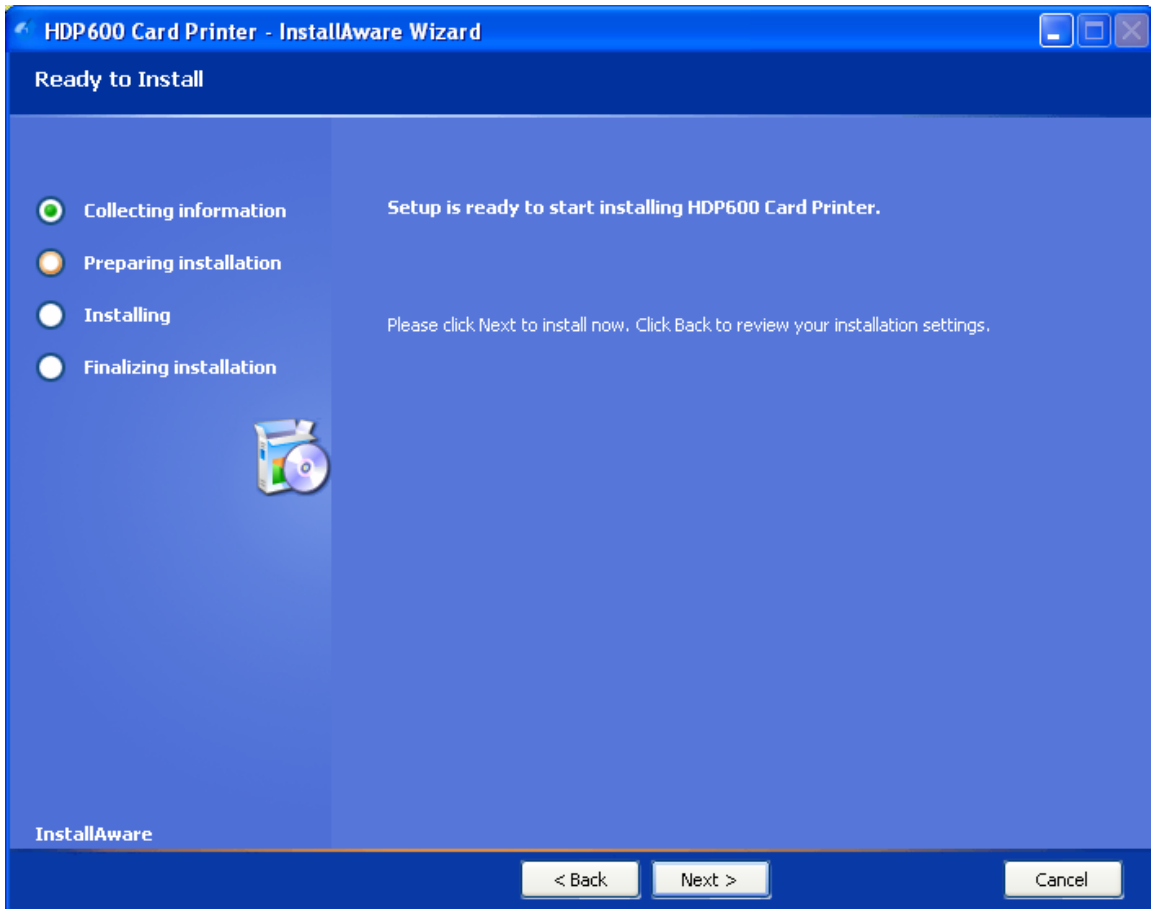 HDP600 Card Printer - InstallAware Wizard
Ready to Install
Collecting information
Preparing installation
Installing
Finalizing installation
Setup is ready to start installing HDP600 Card Printer.
Please click Next to install now. Click Back to review your installation settings.
InstallAware
< Back
Next >
Cancel